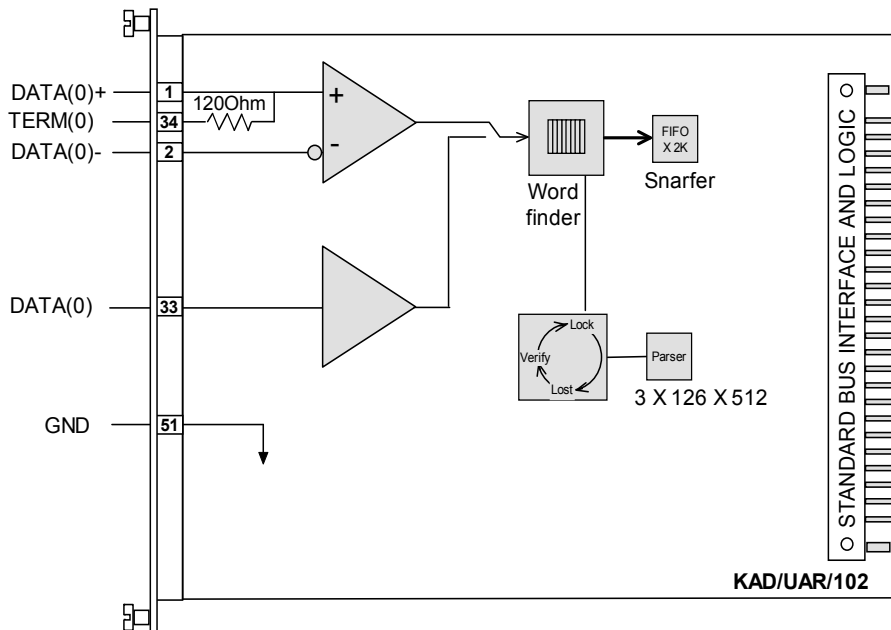 DATA(0)+
1
TERM(0)
34
120Ohm
DATA(0)-
2
+
-
FIFO
X 2K
Snarfer
Word
finder
DATA(0)
33
Lock
Verify
Lost
Parser
3 X 126 X 512
GND
51
STANDARD BUS INTERFACE AND LOGIC
KAD/UAR/102